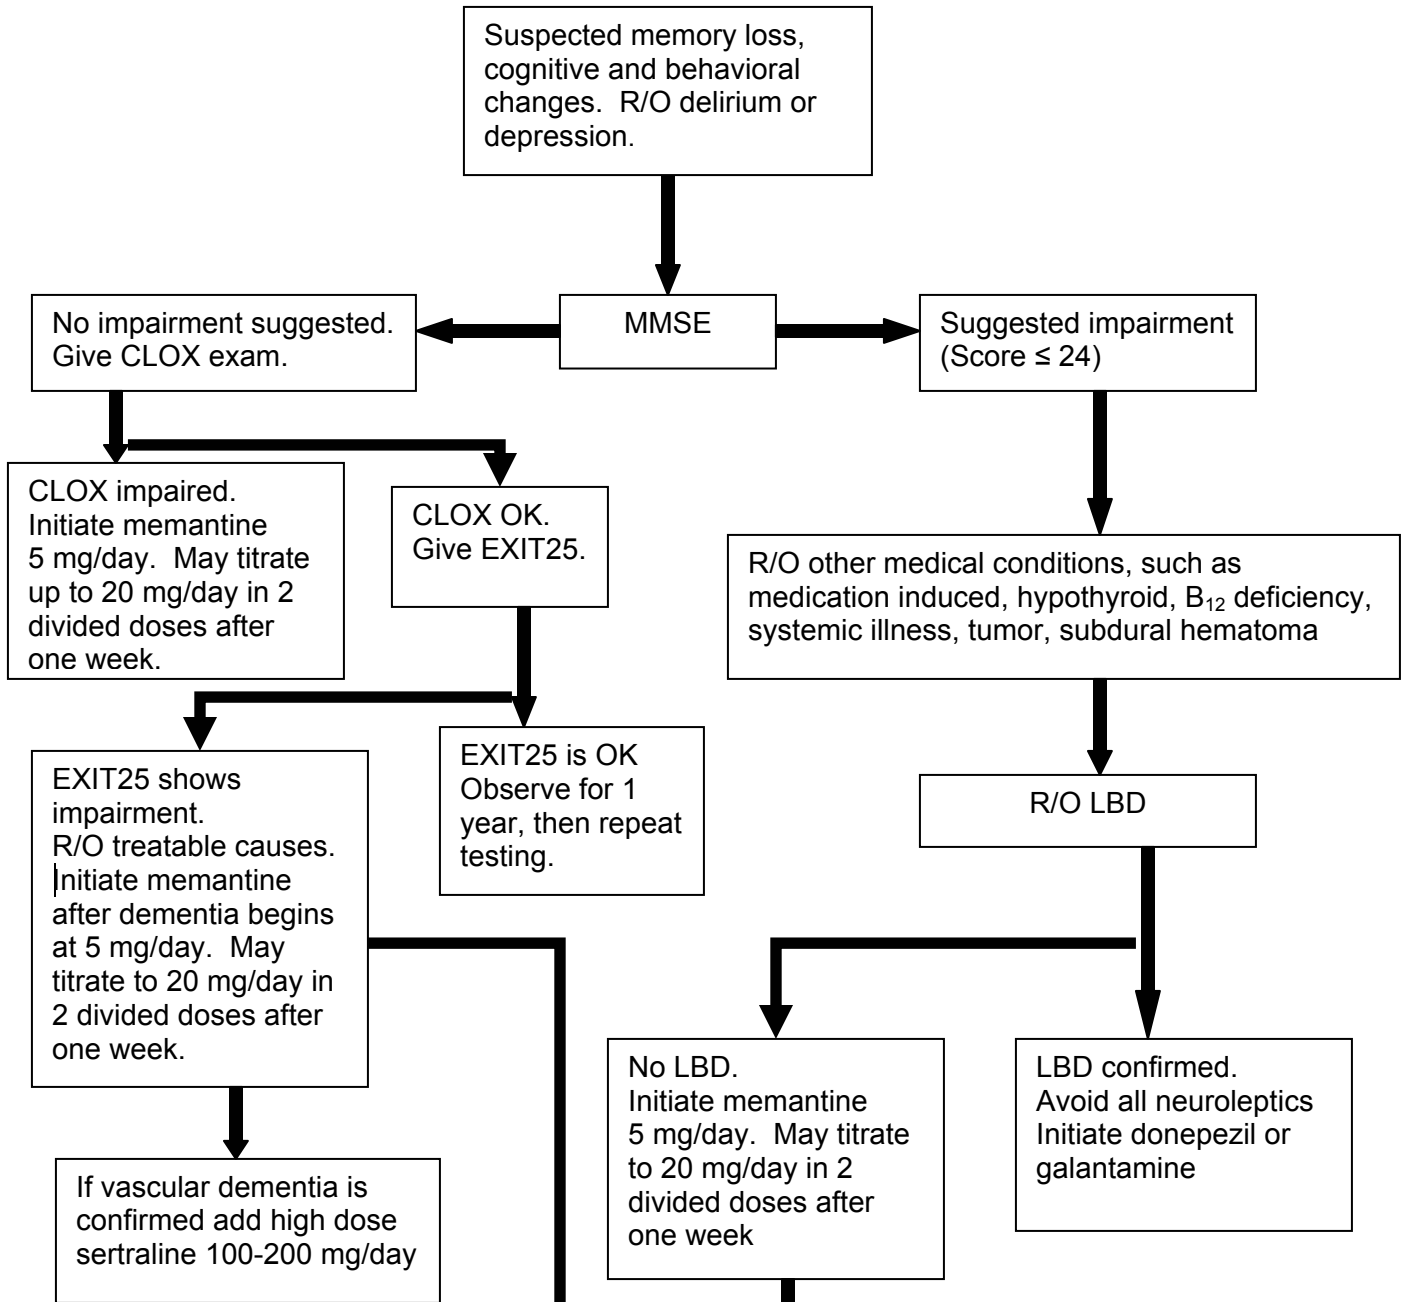 Suspected memory loss,
cognitive and behavioral
changes.  R/O delirium or
depression.
No impairment suggested.
Give CLOX exam.
MMSE
Suggested impairment
(Score ≤ 24)
CLOX impaired.
Initiate memantine
5 mg/day.  May titrate
up to 20 mg/day in 2
divided doses after
one week.
CLOX OK.
Give EXIT25.
R/O other medical conditions, such as
medication induced, hypothyroid, B₁₂ deficiency,
systemic illness, tumor, subdural hematoma
EXIT25 shows
impairment.
R/O treatable causes.
Initiate memantine
after dementia begins
at 5 mg/day.  May
titrate to 20 mg/day in
2 divided doses after
one week.
EXIT25 is OK
Observe for 1
year, then repeat
testing.
R/O LBD
No LBD.
Initiate memantine
5 mg/day.  May titrate
to 20 mg/day in 2
divided doses after
one week
LBD confirmed.
Avoid all neuroleptics
Initiate donepezil or
galantamine
If vascular dementia is
confirmed add high dose
sertraline 100-200 mg/day